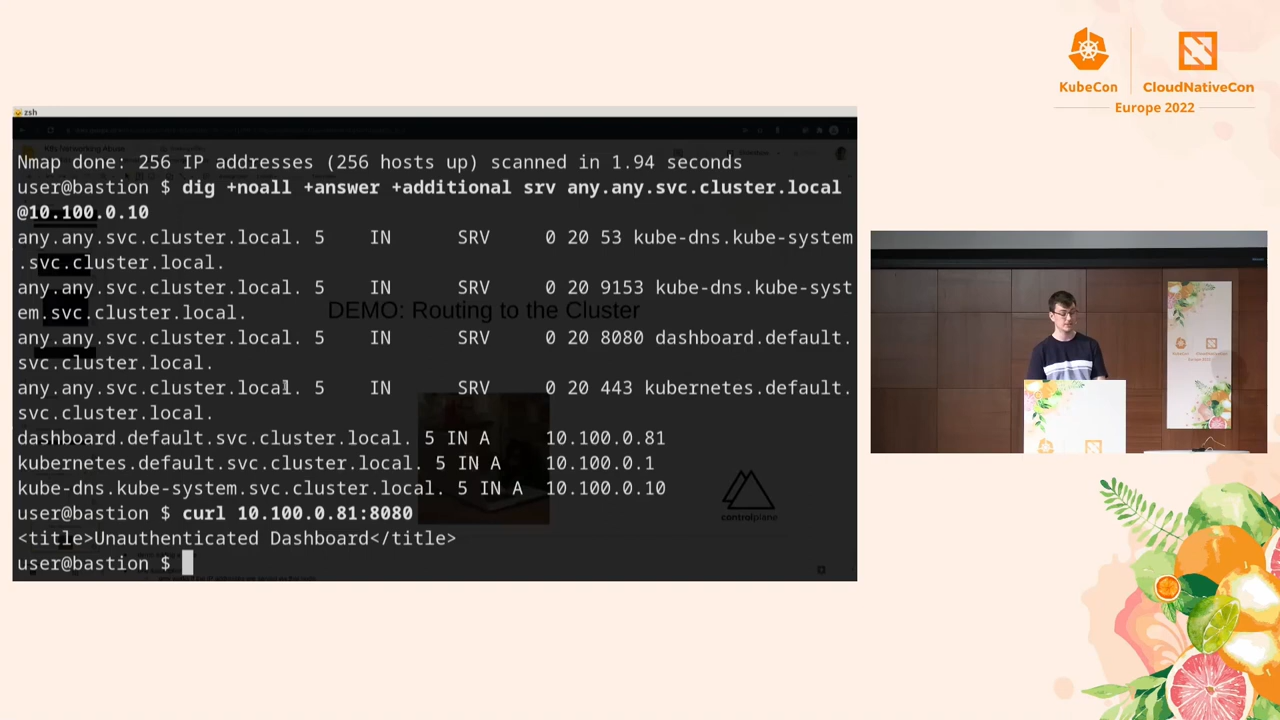 KubeCon
CloudNativeCon
Europe 2022
zsh
K8s Networking Abuse
Nmap done: 256 IP addresses (256 hosts up) scanned in 1.94 seconds
user@bastion $ dig +noall +answer +additional srv any.any.svc.cluster.local
@10.100.0.10
any.any.svc.cluster.local. 5 IN SRV 0 20 53 kube-dns.kube-system
.svc.cluster.local.
any.any.svc.cluster.local. 5 IN SRV 0 20 9153 kube-dns.kube-syst
em.svc.cluster.local.
DEMO: Routing to the Cluster
any.any.svc.cluster.local. 5 IN SRV 0 20 8080 dashboard.default.
svc.cluster.local.
any.any.svc.cluster.local. 5 IN SRV 0 20 443 kubernetes.default.
svc.cluster.local.
dashboard.default.svc.cluster.local. 5 IN A 10.100.0.81
kubernetes.default.svc.cluster.local. 5 IN A 10.100.0.1
kube-dns.kube-system.svc.cluster.local. 5 IN A 10.100.0.10
user@bastion $ curl 10.100.0.81:8080
<title>Unauthenticated Dashboard</title>
user@bastion $
controlplane